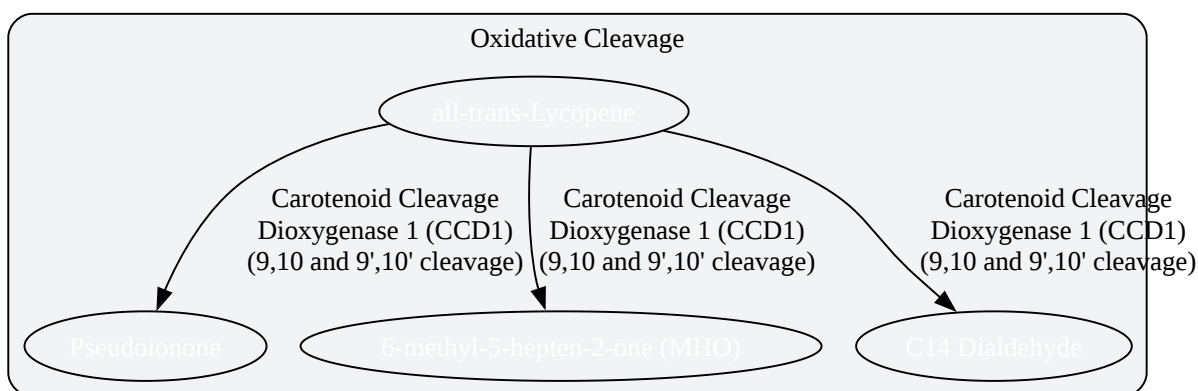 Oxidative Cleavage
all-trans-Lycopene
Carotenoid Cleavage
Dioxygenase 1 (CCD1)
(9,10 and 9',10' cleavage)
Carotenoid Cleavage
Dioxygenase 1 (CCD1)
(9,10 and 9',10' cleavage)
Carotenoid Cleavage
Dioxygenase 1 (CCD1)
(9,10 and 9',10' cleavage)
Pseudoionone
6-methyl-5-hepten-2-one (MHO)
C14 Dialdehyde